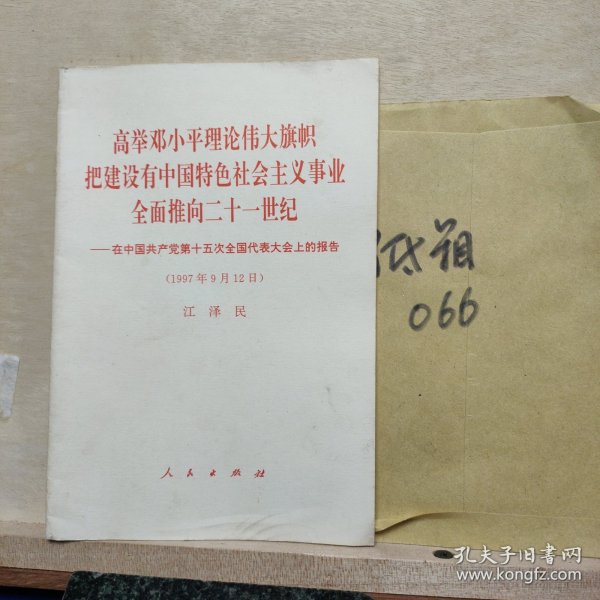 高举邓小平理论伟大旗帜
把建设有中国特色社会主义事业
全面推向二十一世纪
——在中国共产党第十五次全国代表大会上的报告
(1997年9月12日)
江泽民
人民出版社
066
孔夫子旧书网
www.kongfz.com